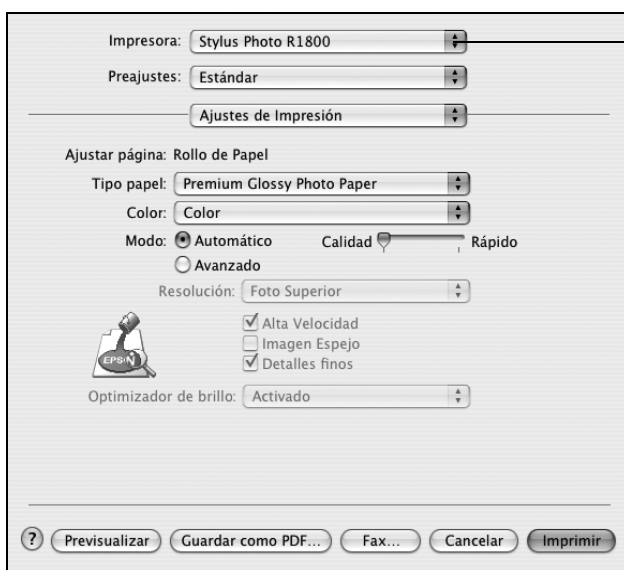 Impresora: Stylus Photo R1800
Preajustes: Estándar
Ajustes de Impresión
Ajustar página: Rollo de Papel
Tipo papel: Premium Glossy Photo Paper
Color: Color
Modo: Automático Calidad Rápido
Avanzado
Resolución: Foto Superior
Alta Velocidad
Imagen Espejo
Detalles finos
EPSON
Optimizador de brillo: Activado
? Previsualizar Guardar como PDF... Fax... Cancelar Imprimir